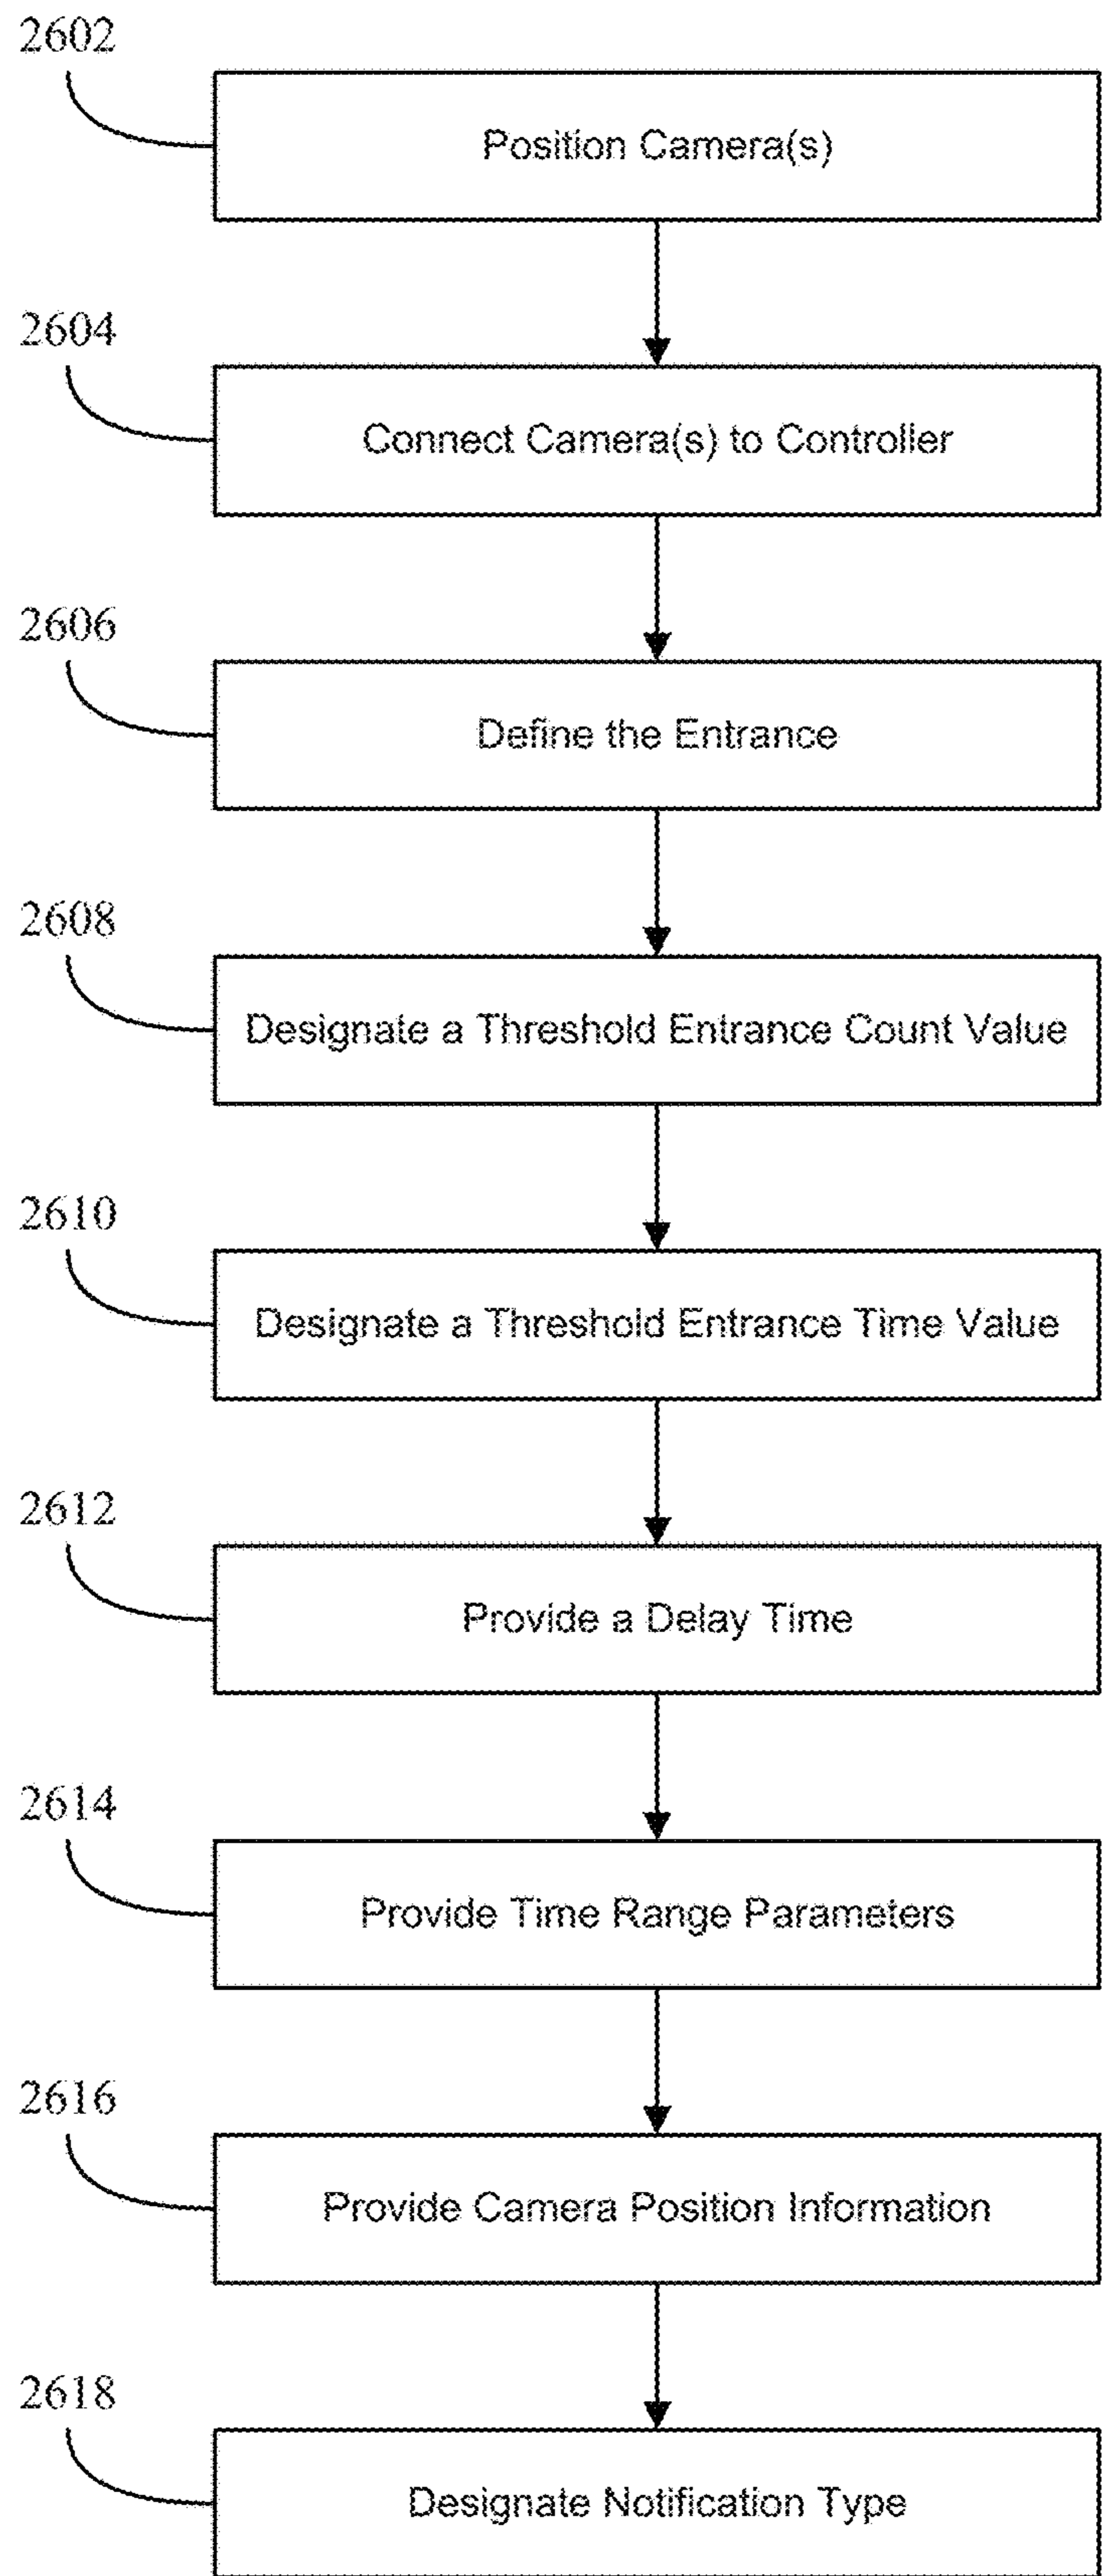 2602
Position Camera(s)
2604
Connect Camera(s) to Controller
2606
Define the Entrance
2608
Designate a Threshold Entrance Count Value
2610
Designate a Threshold Entrance Time Value
2612
Provide a Delay Time
2614
Provide Time Range Parameters
2616
Provide Camera Position Information
2618
Designate Notification Type